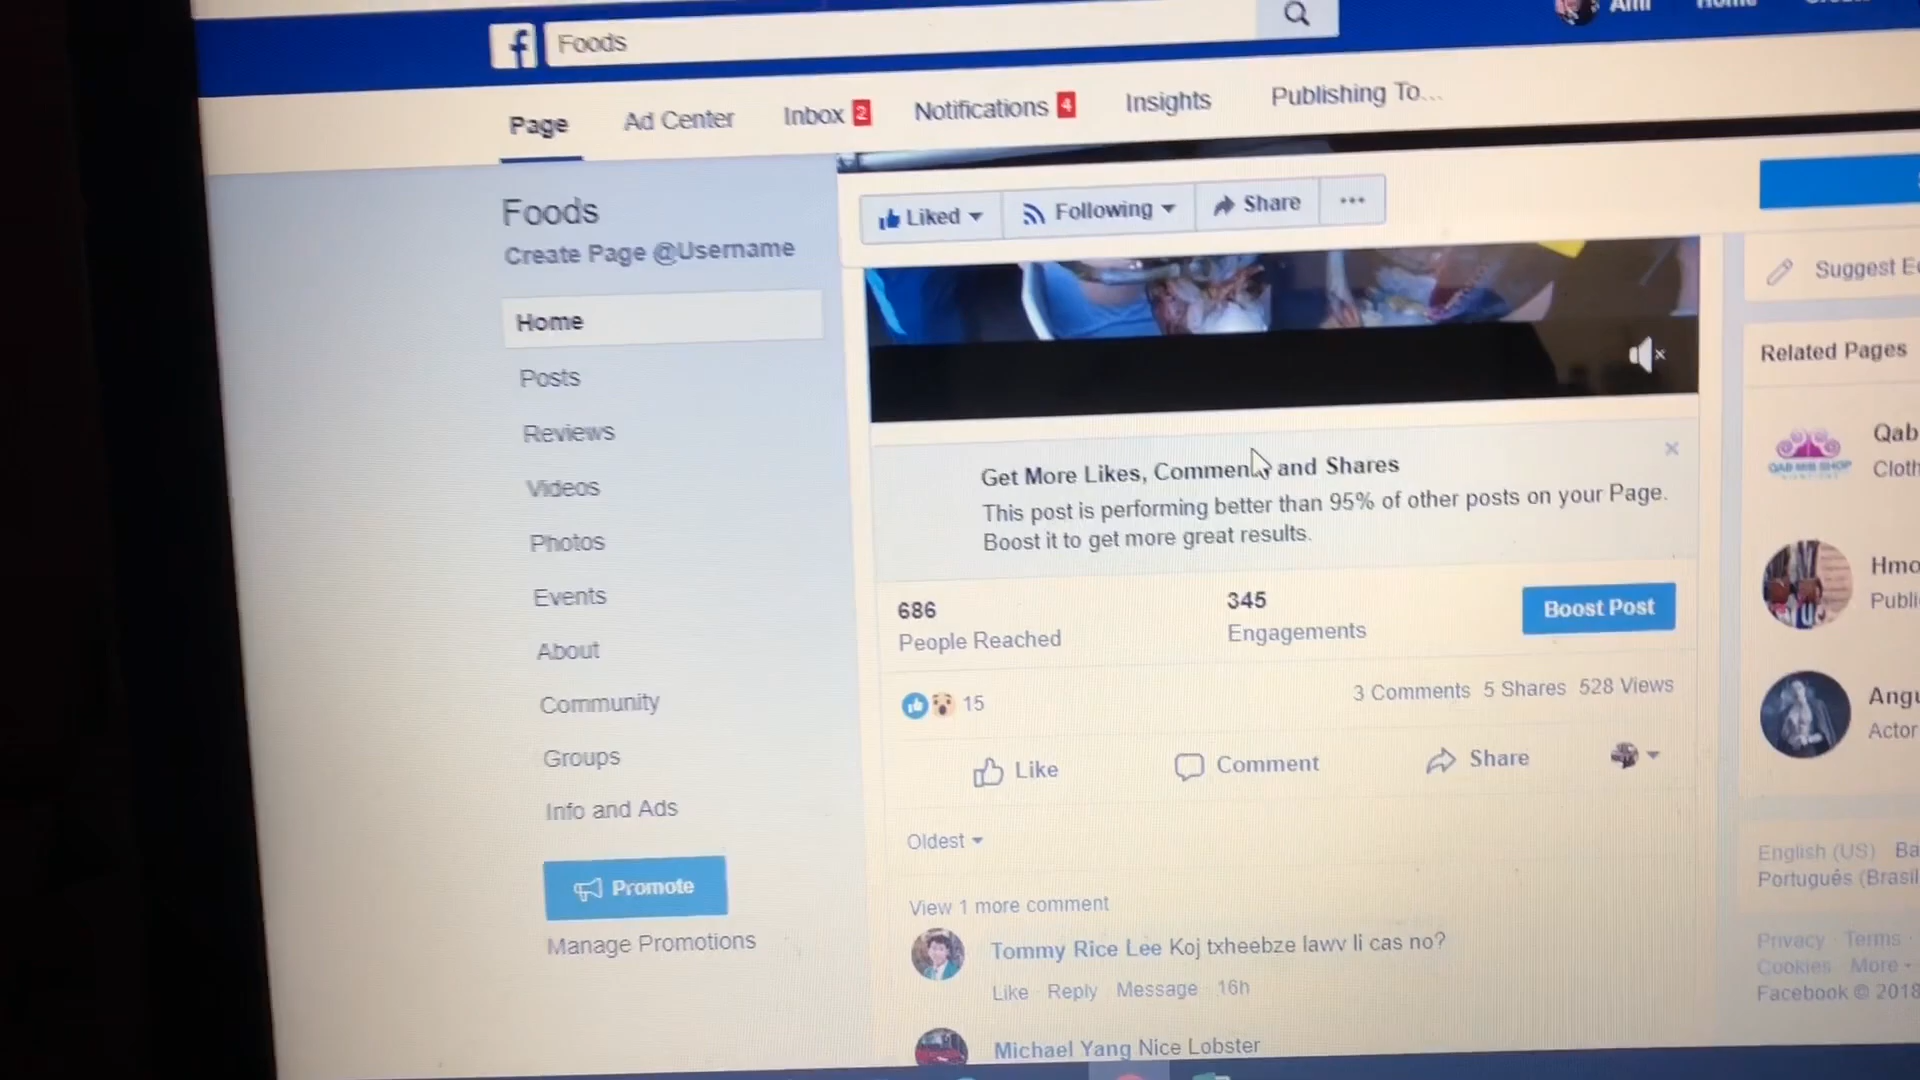 Foods
Page
Ad Center
Inbox 2
Notifications 4
Insights
Publishing To...
Foods
Create Page @Username
Home
Posts
Reviews
Videos
Photos
Events
About
Community
Groups
Info and Ads
Promote
Manage Promotions
Liked
Following
Share
Get More Likes, Comments and Shares
This post is performing better than 95% of other posts on your Page.
Boost it to get more great results.
686
People Reached
345
Engagements
Boost Post
15
3 Comments 5 Shares 528 Views
Like
Comment
Share
Oldest
View 1 more comment
Tommy Rice Lee Koj txheebze lawv li cas no?
Like · Reply · Message · 16h
Michael Yang Nice Lobster
Suggest
Related Pages
Qab
QAB MIB SHOP
Actor
English (US)
Português (Brasil
Privacy · Terms ·
Cookies · More
Facebook © 2018